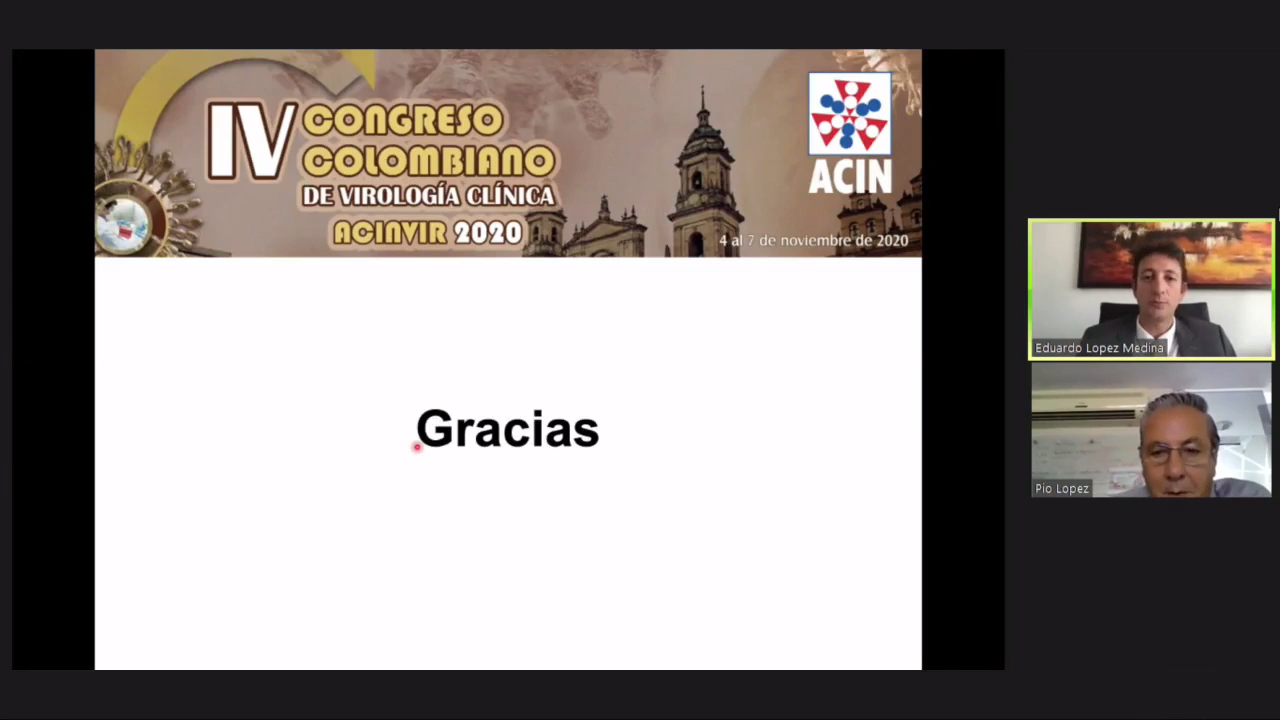 IV CONGRESO
COLOMBIANO
DE VIROLOGÍA CLÍNICA
ACINVIR 2020
ACIN
4 al 7 de noviembre de 2020
Gracias
Eduardo Lopez Medina
Pio Lopez